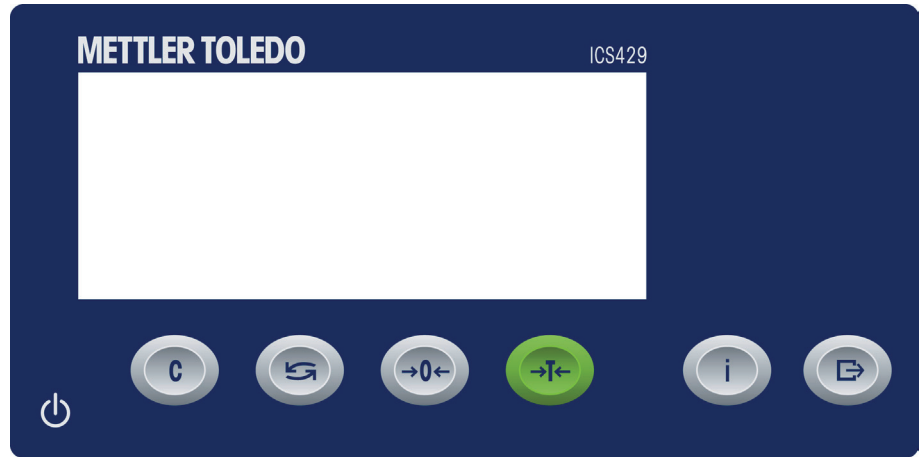 METTLER TOLEDO ICS429
C →0← →T← i